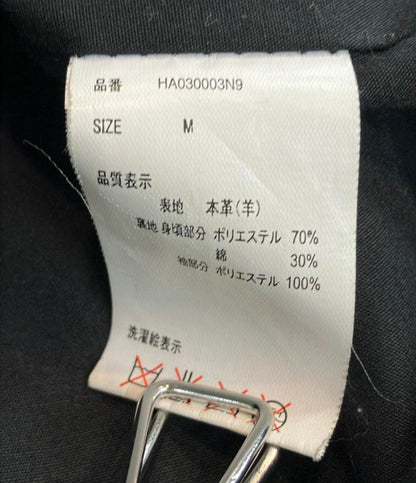 品番 HA030003N9
SIZE M
品質表示
表地 本革(羊)
裏地 身頃部分 ポリエステル 70%
綿 30%
袖部分 ポリエステル 100%
洗濯絵表示